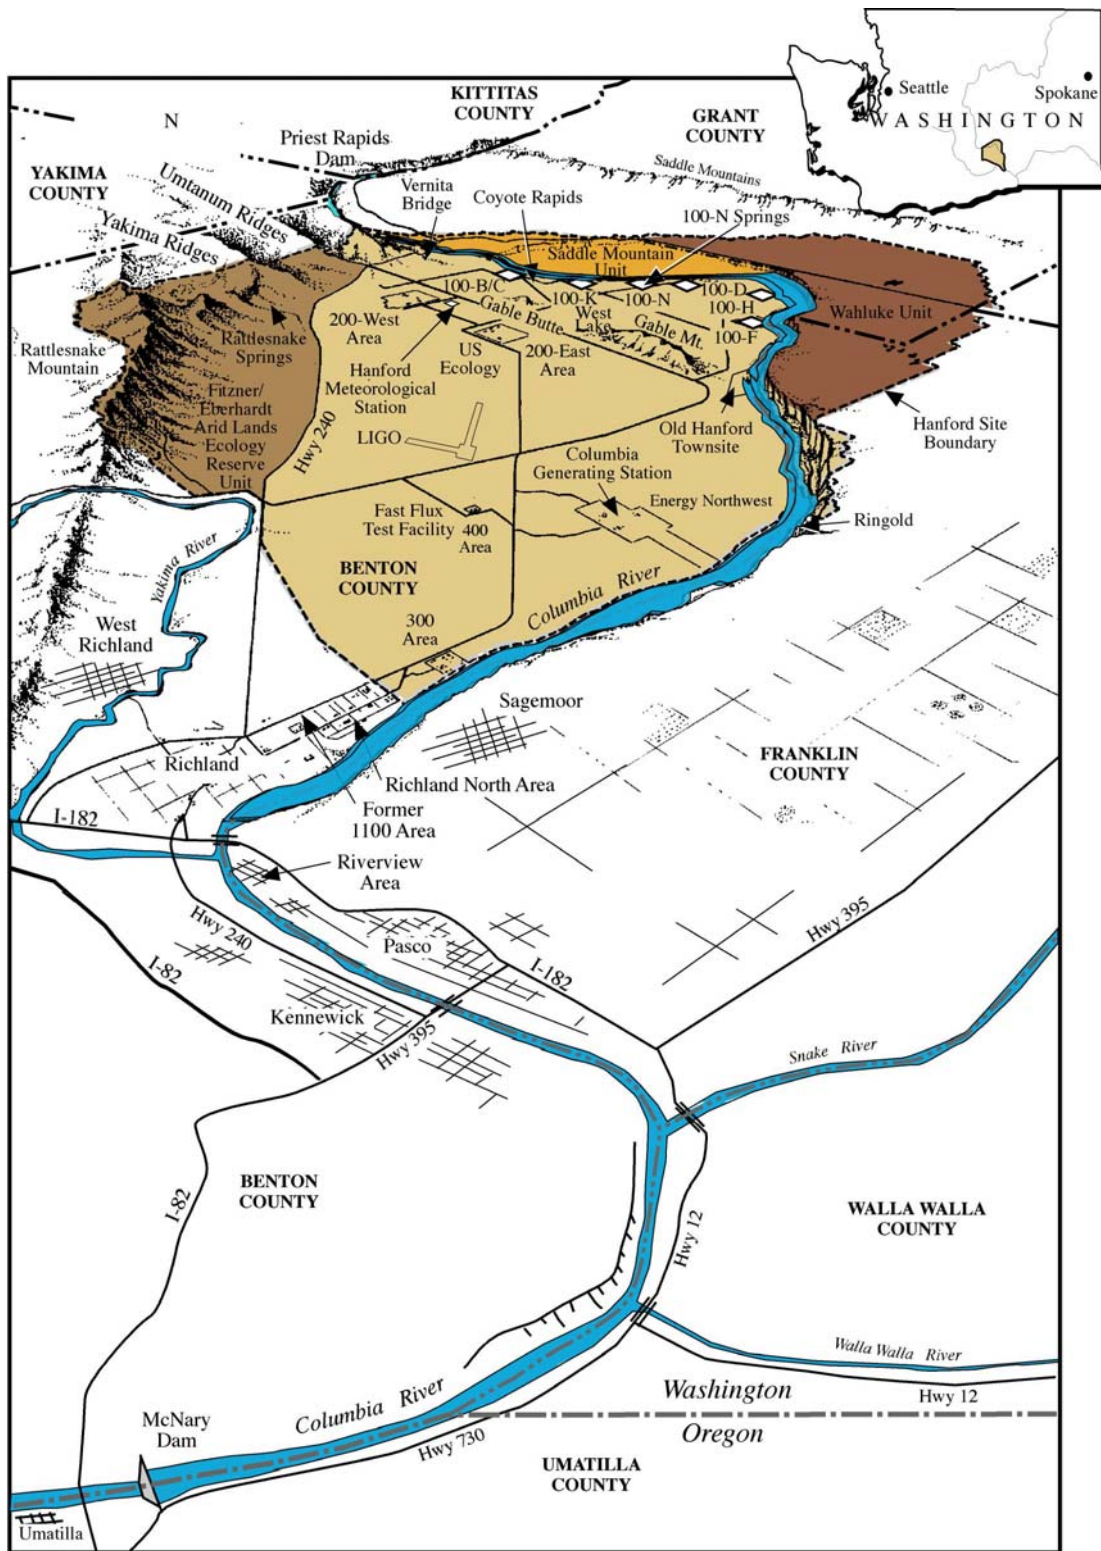 Seattle
Spokane
WASHINGTON
KITTITAS
COUNTY
GRANT
COUNTY
N
Priest Rapids
Dam
YAKIMA
COUNTY
Saddle Mountains
Umtanum Ridges
Yakima Ridges
Vernita
Bridge
Coyote Rapids
100-N Springs
Saddle Mountain
Unit
100-B/C
100-K
100-N
100-D
100-H
100-F
Wahluke Unit
200-West
Area
Gable Butte
West
Lake
Gable Mt.
Rattlesnake
Mountain
Rattlesnake
Springs
US
Ecology
200-East
Area
Hanford
Meteorological
Station
Fitzner/
Eberhardt
Arid Lands
Ecology
Reserve
Unit
Hwy 240
LIGO
Old Hanford
Townsite
Hanford Site
Boundary
Columbia
Generating Station
Energy Northwest
Fast Flux
Test Facility
400
Area
Ringold
Yakima River
BENTON
COUNTY
Columbia River
West
Richland
300
Area
Sagemoor
FRANKLIN
COUNTY
Richland
Richland North Area
Former
1100 Area
I-182
Riverview
Area
Hwy 240
Pasco
Hwy 395
I-82
I-182
Kennewick
Hwy 395
Snake River
BENTON
COUNTY
I-82
Hwy 12
WALLA WALLA
COUNTY
Walla Walla River
Hwy 12
Columbia River
Washington
Oregon
McNary
Dam
Hwy 730
UMATILLA
COUNTY
Umatilla